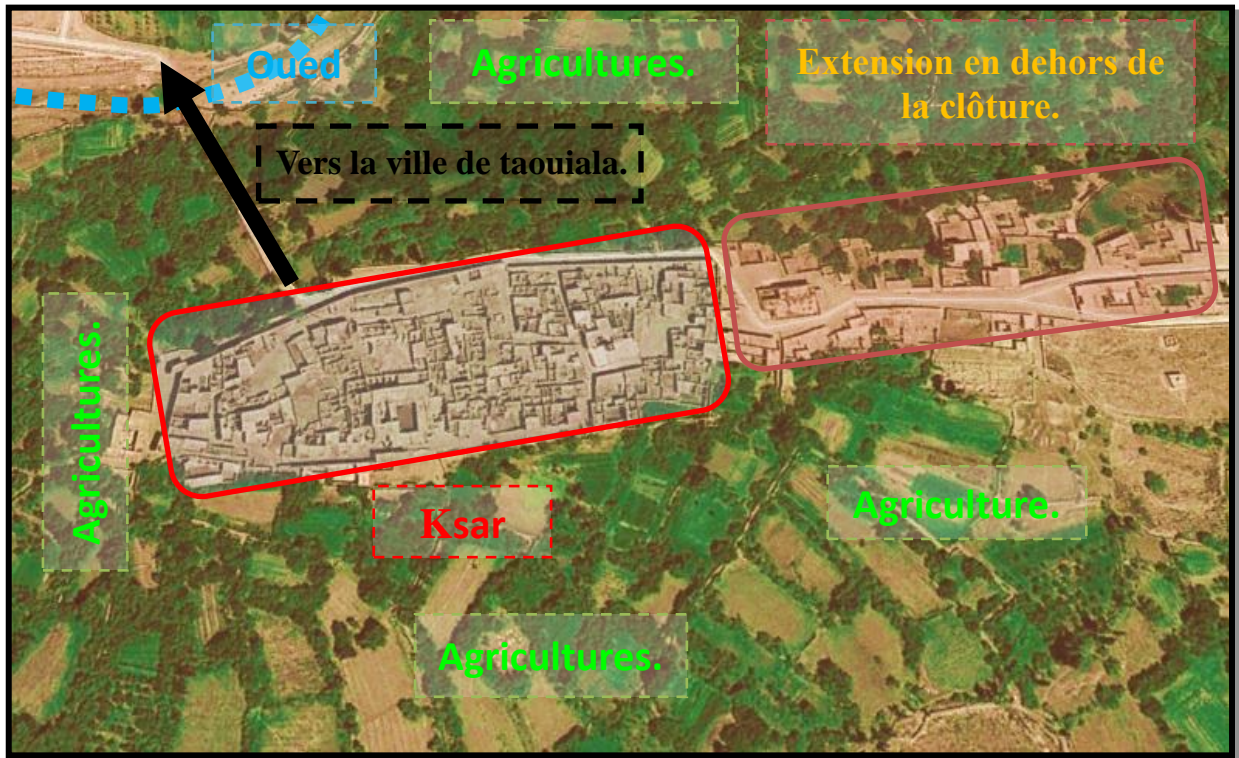 Oued
Agricultures.
Extension en dehors de
la clôture.
Vers la ville de taouiala.
Agricultures.
Ksar
Agriculture.
Agricultures.